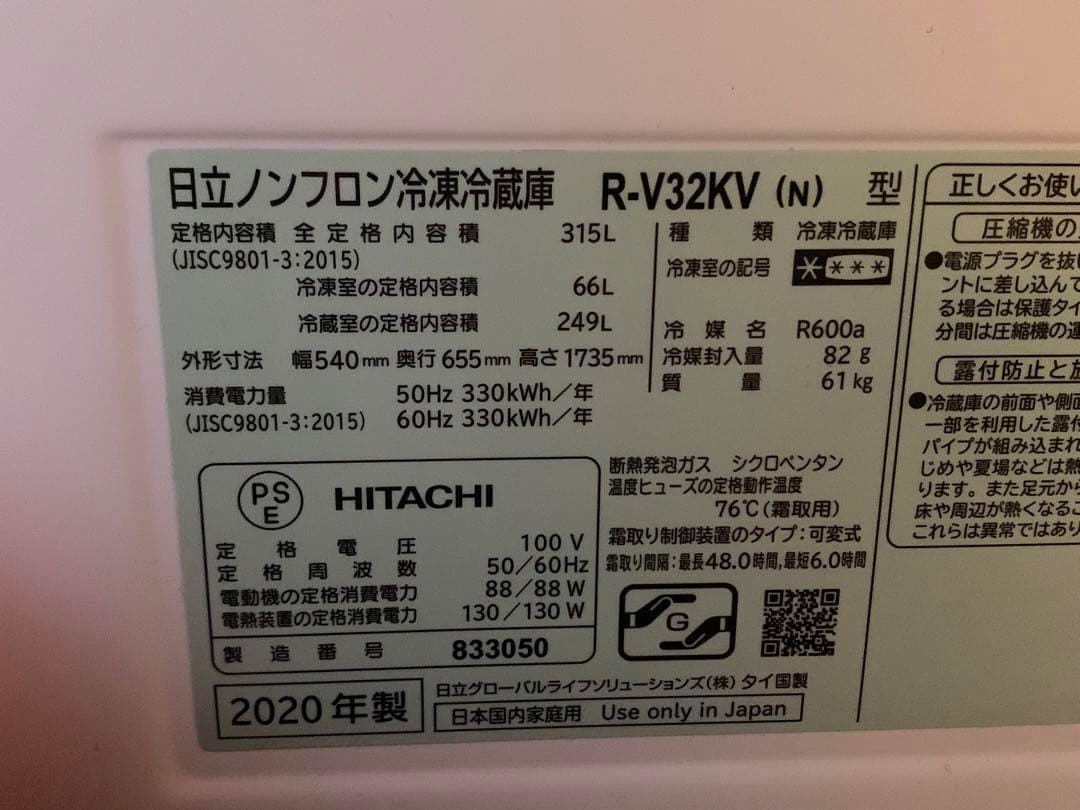 日立ノンフロン冷凍冷蔵庫 R-V32KV (N) 型
定格内容積 全定格内容積 315L
(JISC9801-3:2015)
冷凍室の定格内容積 66L
冷蔵室の定格内容積 249L
外形寸法 幅540mm 奥行655mm 高さ1735mm
消費電力量 50Hz 330kWh/年
(JISC9801-3:2015) 60Hz 330kWh/年
種類 冷凍冷蔵庫
冷凍室の記号 ****
冷媒名 R600a
冷媒封入量 82g
質量 61kg
PSE HITACHI
定格電圧 100V
定格周波数 50/60Hz
電動機の定格消費電力 88/88W
電熱装置の定格消費電力 130/130W
製造番号 833050
断熱発泡ガス シクロペンタン
温度ヒューズの定格動作温度
76℃(霜取用)
霜取り制御装置のタイプ:可変式
霜取り間隔:最長48.0時間,最短6.0時間
G
2020年製
日立グローバルライフソリューションズ(株) タイ国製
日本国内家庭用 Use only in Japan
正しくお使い
圧縮機の
●電源プラグを抜い
ントに差し込んで
る場合は保護タイ
分間は圧縮機の運
露付防止と放
●冷蔵庫の前面や側面
一部を利用した露付
パイプが組み込まれ
じめや夏場などは熱
ります。また足元から
床や周辺が熱くなるこ
これらは異常ではあり